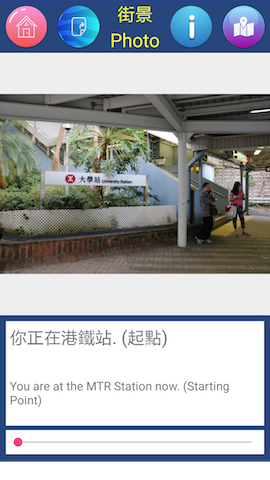 街景
Photo
大學站 University Station
你正在港鐵站. (起點)
You are at the MTR Station now. (Starting
Point)